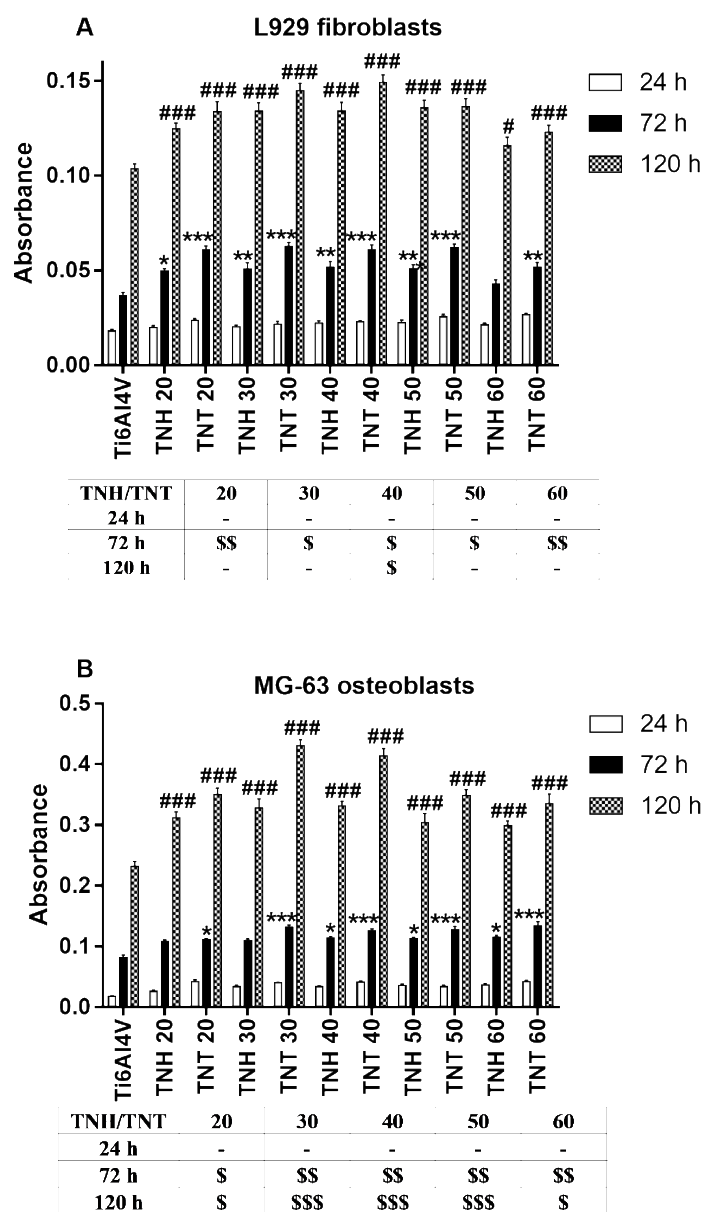 A
L929 fibroblasts
Absorbance
0.15
0.10
0.05
0.00
###
###
###
###
###
###
###
###
#
###
*
***
**
***
**
***
***
***
**
24 h
72 h
120 h
Ti6Al4V
TNH 20
TNT 20
TNH 30
TNT 30
TNH 40
TNT 40
TNH 50
TNT 50
TNH 60
TNT 60
TNH/TNT 20 30 40 50 60
24 h - - - - -
72 h $$ $ $ $ $$
120 h - - $ - -
B
MG-63 osteoblasts
Absorbance
0.5
0.4
0.3
0.2
0.1
0.0
###
###
###
###
###
###
###
###
###
###
*
***
*
***
*
***
*
***
24 h
72 h
120 h
Ti6Al4V
TNH 20
TNT 20
TNH 30
TNT 30
TNH 40
TNT 40
TNH 50
TNT 50
TNH 60
TNT 60
TNH/TNT 20 30 40 50 60
24 h - - - - -
72 h $ $$ $$ $$ $$
120 h $ $$$ $$$ $$$ $